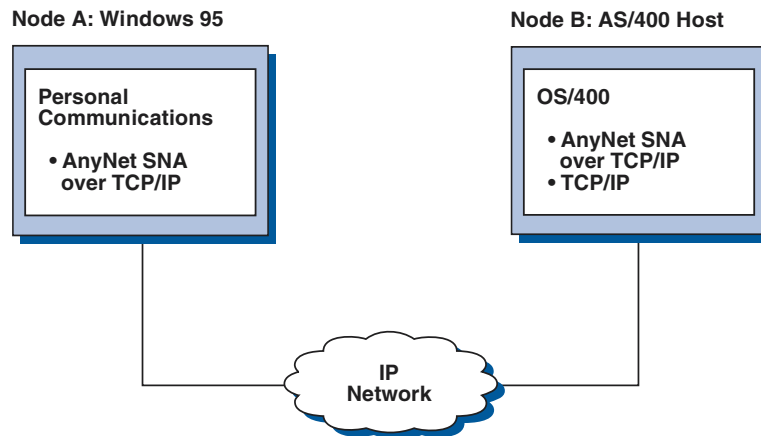 Node A: Windows 95
Node B: AS/400 Host
Personal
Communications
• AnyNet SNA
over TCP/IP
OS/400
• AnyNet SNA
over TCP/IP
• TCP/IP
IP
Network